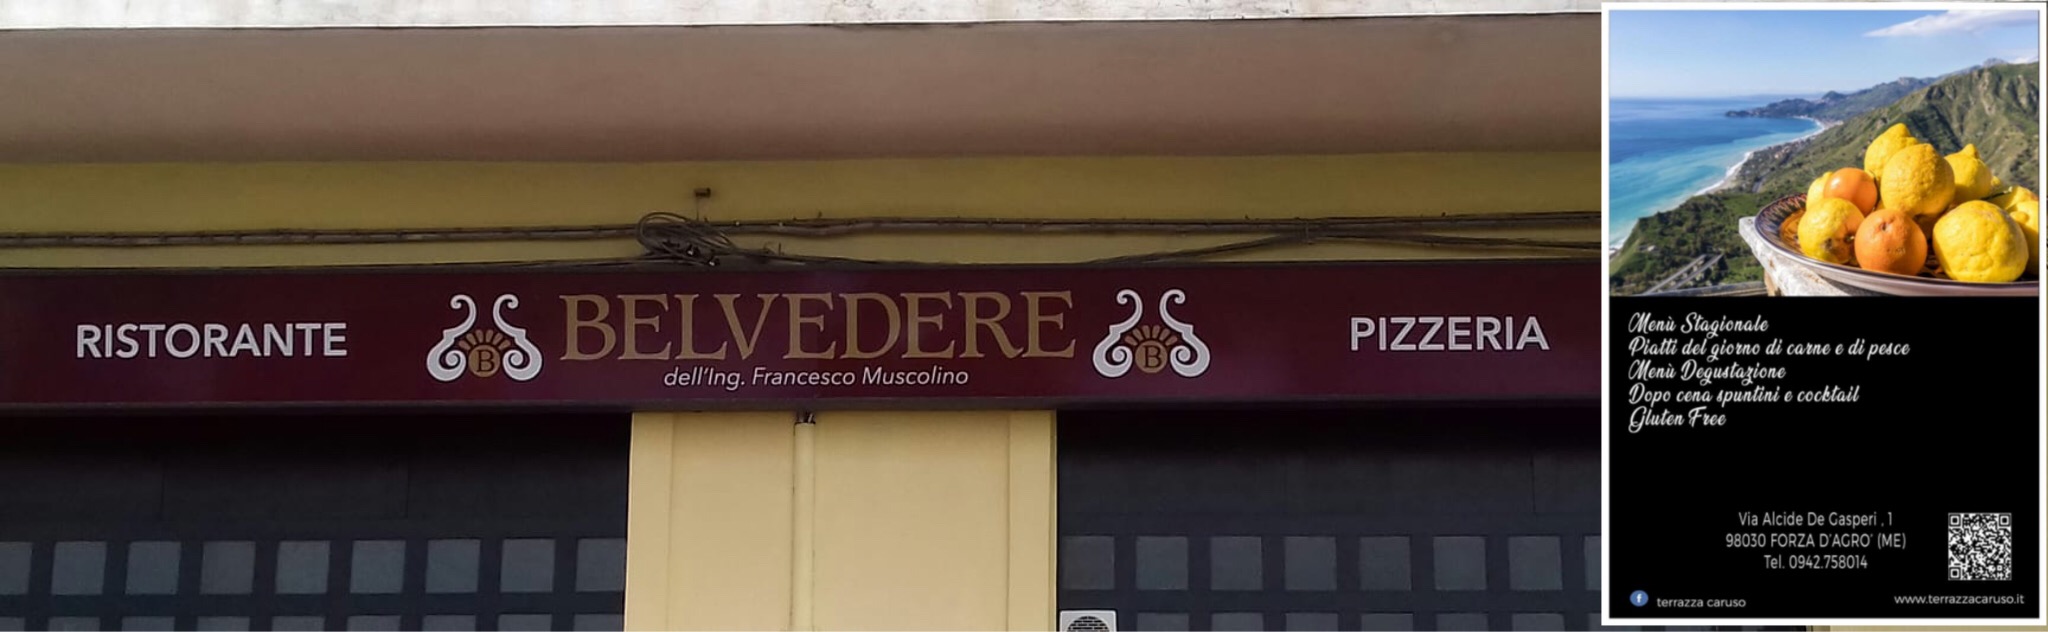 RISTORANTE
B
BELVEDERE
dell'Ing. Francesco Muscolino
B
PIZZERIA
Menù Stagionale
Piatti del giorno di carne e di pesce
Menù Degustazione
Dopo cena spuntini e cocktail
Gluten Free
Via Alcide De Gasperi , 1
98030 FORZA D'AGRO' (ME)
Tel. 0942.758014
f terrazza caruso
www.terrazzacaruso.it